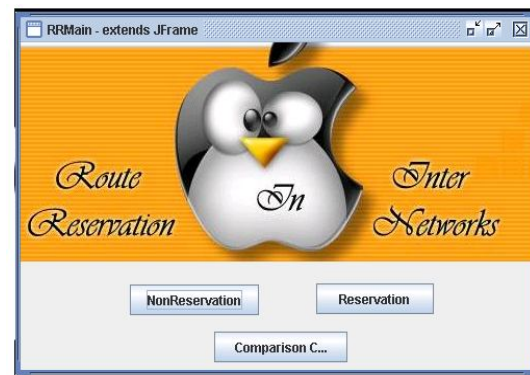 RRMain - extends JFrame
Route In Inter
Reservation Networks
NonReservation Reservation
Comparison C...